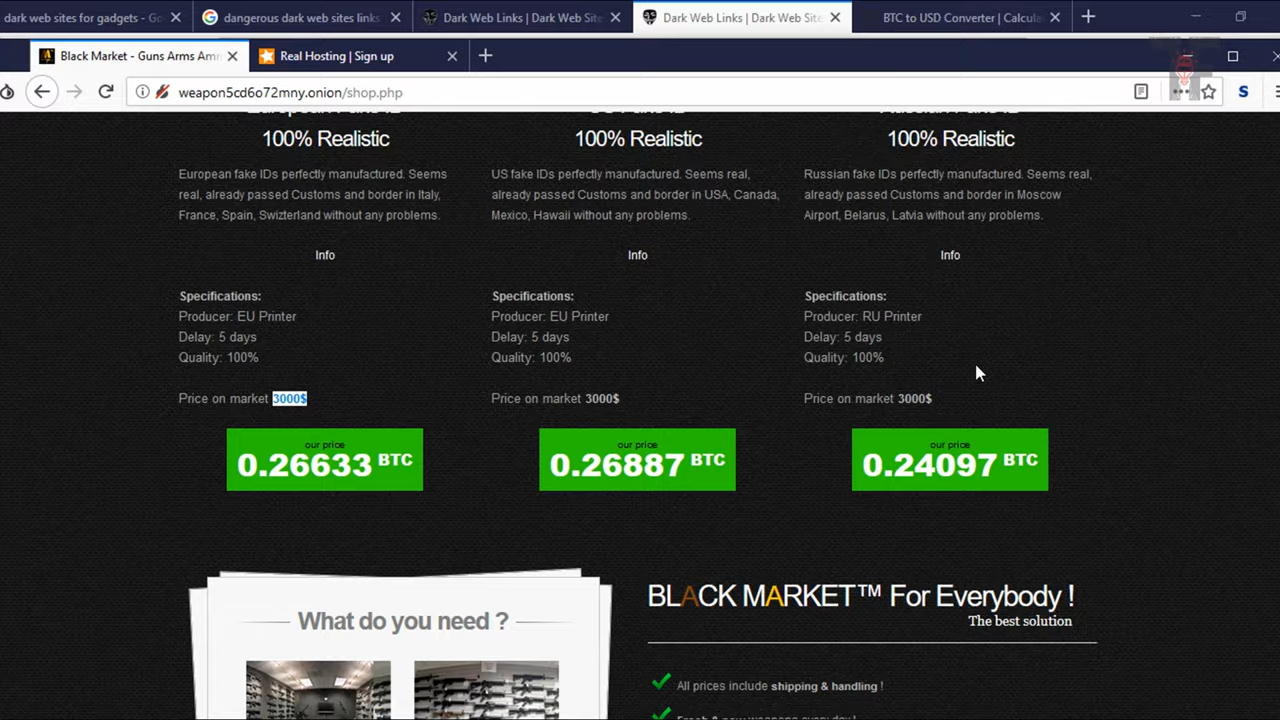 dark web sites for gadgets - Go
dangerous dark web sites links
Dark Web Links | Dark Web Site
Dark Web Links | Dark Web Site
BTC to USD Converter | Calcula
Black Market - Guns Arms Amm
Real Hosting | Sign up
weapon5cd6o72mny.onion/shop.php
S
100% Realistic
100% Realistic
100% Realistic
European fake IDs perfectly manufactured. Seems
real, already passed Customs and border in Italy,
France, Spain, Swizterland without any problems.
US fake IDs perfectly manufactured. Seems real,
already passed Customs and border in USA, Canada,
Mexico, Hawaii without any problems.
Russian fake IDs perfectly manufactured. Seems real,
already passed Customs and border in Moscow
Airport, Belarus, Latvia without any problems.
Info
Info
Info
Specifications:
Producer: EU Printer
Delay: 5 days
Quality: 100%
Specifications:
Producer: EU Printer
Delay: 5 days
Quality: 100%
Specifications:
Producer: RU Printer
Delay: 5 days
Quality: 100%
Price on market 3000$
Price on market 3000$
Price on market 3000$
our price
0.26633 BTC
our price
0.26887 BTC
our price
0.24097 BTC
What do you need ?
BLACK MARKET™ For Everybody !
The best solution
All prices include shipping & handling !